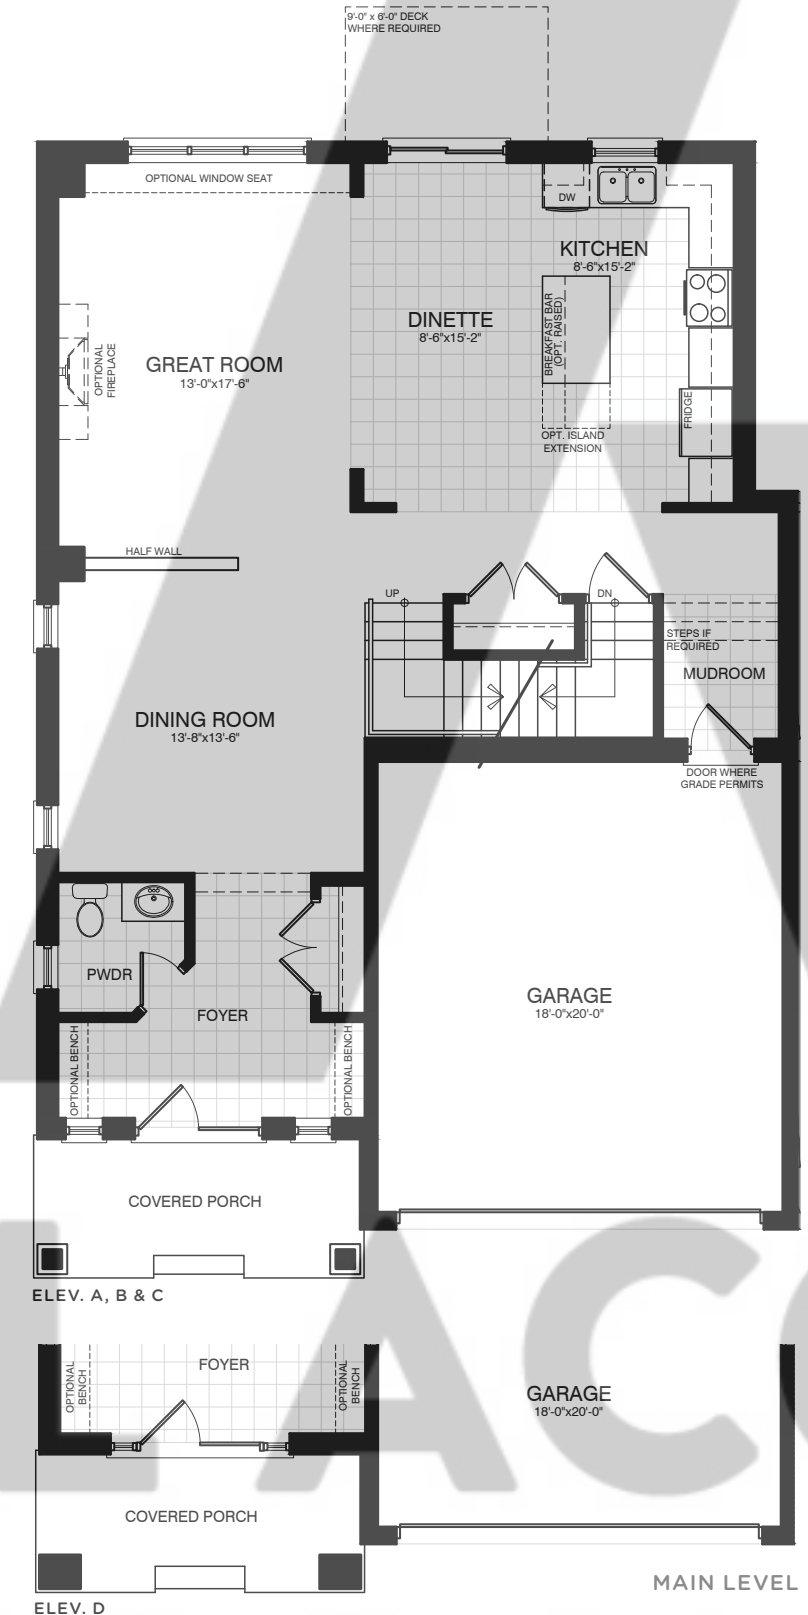 9'-0" x 6'-0" DECK
WHERE REQUIRED
OPTIONAL WINDOW SEAT
DW
KITCHEN
8'-6"x15'-2"
DINETTE
8'-6"x15'-2"
BREAKFAST BAR
(OPT. RAISED)
GREAT ROOM
13'-0"x17'-6"
OPTIONAL
FIREPLACE
FRIDGE
OPT. ISLAND
EXTENSION
HALF WALL
UP
DN
STEPS IF
REQUIRED
MUDROOM
DINING ROOM
13'-8"x13'-6"
DOOR WHERE
GRADE PERMITS
PWDR
FOYER
GARAGE
18'-0"x20'-0"
OPTIONAL BENCH
OPTIONAL BENCH
COVERED PORCH
ELEV. A, B & C
FOYER
OPTIONAL
BENCH
OPTIONAL
BENCH
GARAGE
18'-0"x20'-0"
COVERED PORCH
MAIN LEVEL
ELEV. D